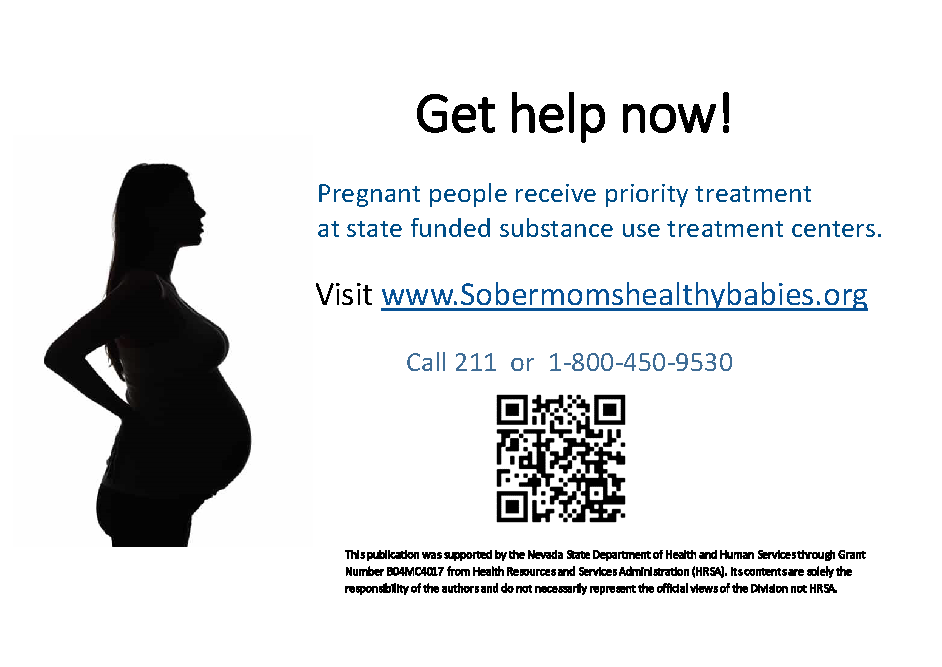 Get help now!
Pregnant people receive priority treatment
at state funded substance use treatment centers.
Visit www.Sobermomshealthybabies.org
Call 211 or 1-800-450-9530
This publication was supported by the Nevada State Department of Health and Human Services through Grant
Number B04MC4017 from Health Resources and Services Administration (HRSA). Its contents are solely the
responsibility of the authors and do not necessarily represent the official views of the Division not HRSA.